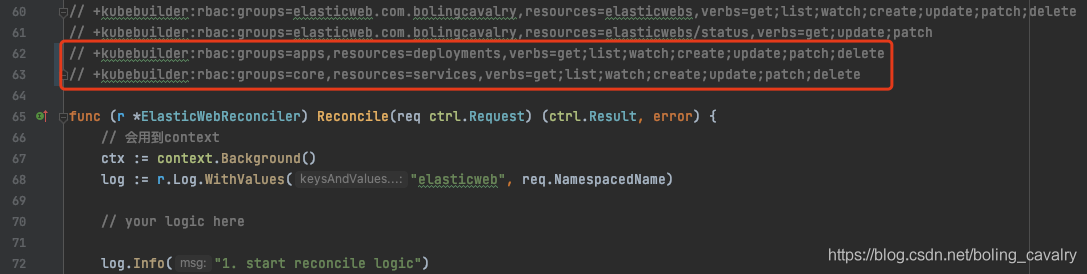 60 // +kubebuilder:rbac:groups=elasticweb.com.bolingcavalry,resources=elasticwebs,verbs=get;list;watch;create;update;patch;delete
61 // +kubebuilder:rbac:groups=elasticweb.com.bolingcavalry,resources=elasticwebs/status,verbs=get;update;patch
62 // +kubebuilder:rbac:groups=apps,resources=deployments,verbs=get;list;watch;create;update;patch;delete
63 // +kubebuilder:rbac:groups=core,resources=services,verbs=get;list;watch;create;update;patch;delete
64
65 func (r *ElasticWebReconciler) Reconcile(req ctrl.Request) (ctrl.Result, error) {
66 // 会用到context
67 ctx := context.Background()
68 log := r.Log.WithValues( keysAndValues...: "elasticweb", req.NamespacedName)
69
70 // your logic here
71
72 log.Info( msg: "1. start reconcile logic")
https://blog.csdn.net/boling_cavalry